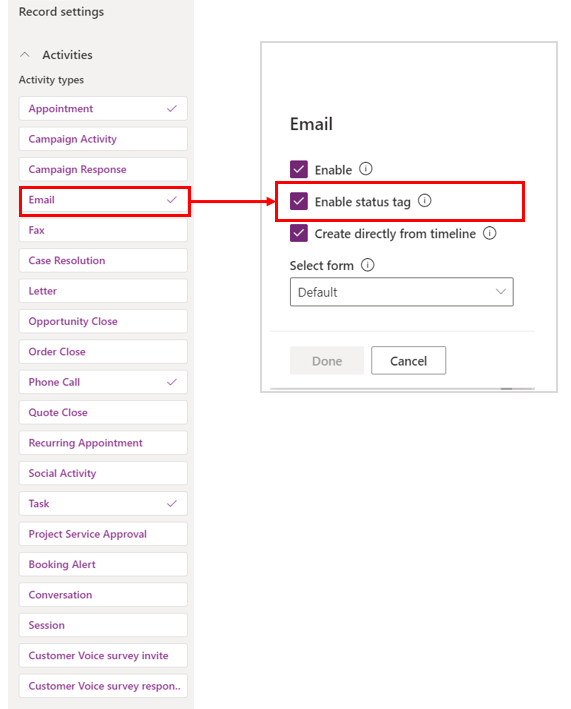 Record settings
Activities
Activity types
Appointment
Campaign Activity
Campaign Response
Email
Fax
Case Resolution
Letter
Opportunity Close
Order Close
Phone Call
Quote Close
Recurring Appointment
Social Activity
Task
Project Service Approval
Booking Alert
Conversation
Session
Customer Voice survey invite
Customer Voice survey respon..
Email
Enable
Enable status tag
Create directly from timeline
Select form
Default
Done
Cancel